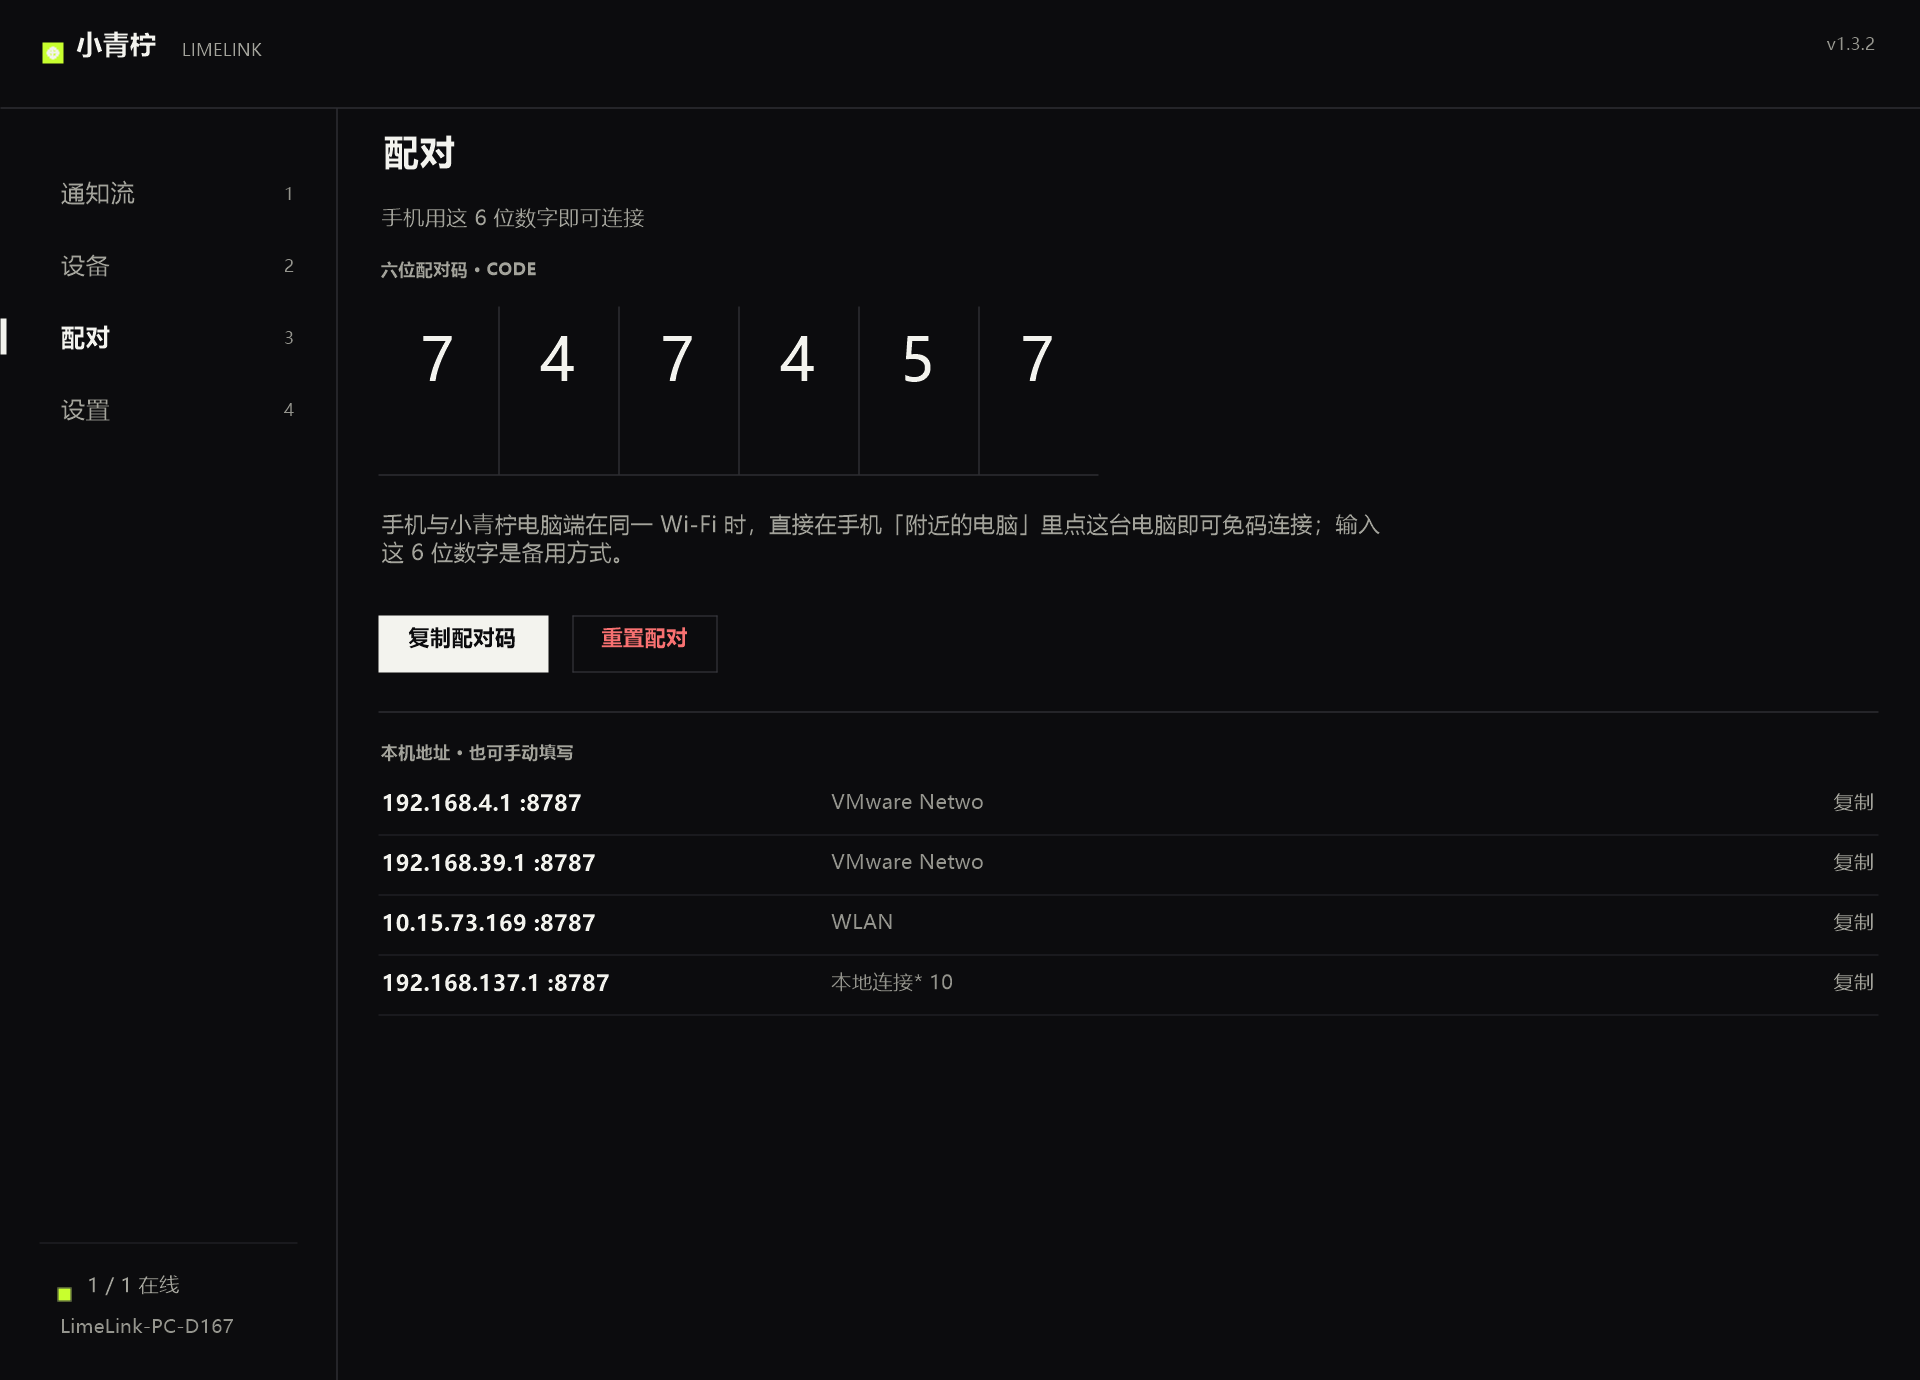 小青柠 LIMELINK
v1.3.2
通知流 1
设备 2
配对 3
设置 4
配对
手机用这 6 位数字即可连接
六位配对码 • CODE
7 4 7 4 5 7
手机与小青柠电脑端在同一 Wi-Fi 时，直接在手机「附近的电脑」里点这台电脑即可免码连接；输入
这 6 位数字是备用方式。
复制配对码 重置配对
本机地址 • 也可手动填写
192.168.4.1 :8787 VMware Netwo 复制
192.168.39.1 :8787 VMware Netwo 复制
10.15.73.169 :8787 WLAN 复制
192.168.137.1 :8787 本地连接* 10 复制
1 / 1 在线
LimeLink-PC-D167